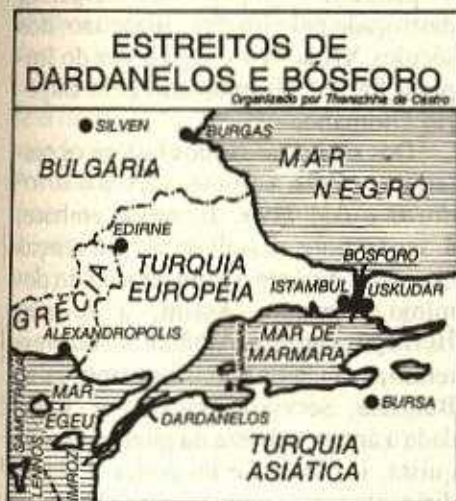 ESTREITOS DE
DARDANELOS E BÓSFORO
Organizado por Therezinha de Castro
SILVEN
BURGAS
BULGÁRIA
MAR
NEGRO
EDIRNE
BÓSFORO
TURQUIA
EUROPÉIA
ISTAMBUL
USKUDAR
GRÉCIA
ALEXANDROPOLIS
MAR DE
MARMARA
SAMOTRÁCIA
MAR
EGEU
LEMNOS
IMROZ
DARDANELOS
BURSA
TURQUIA
ASIÁTICA